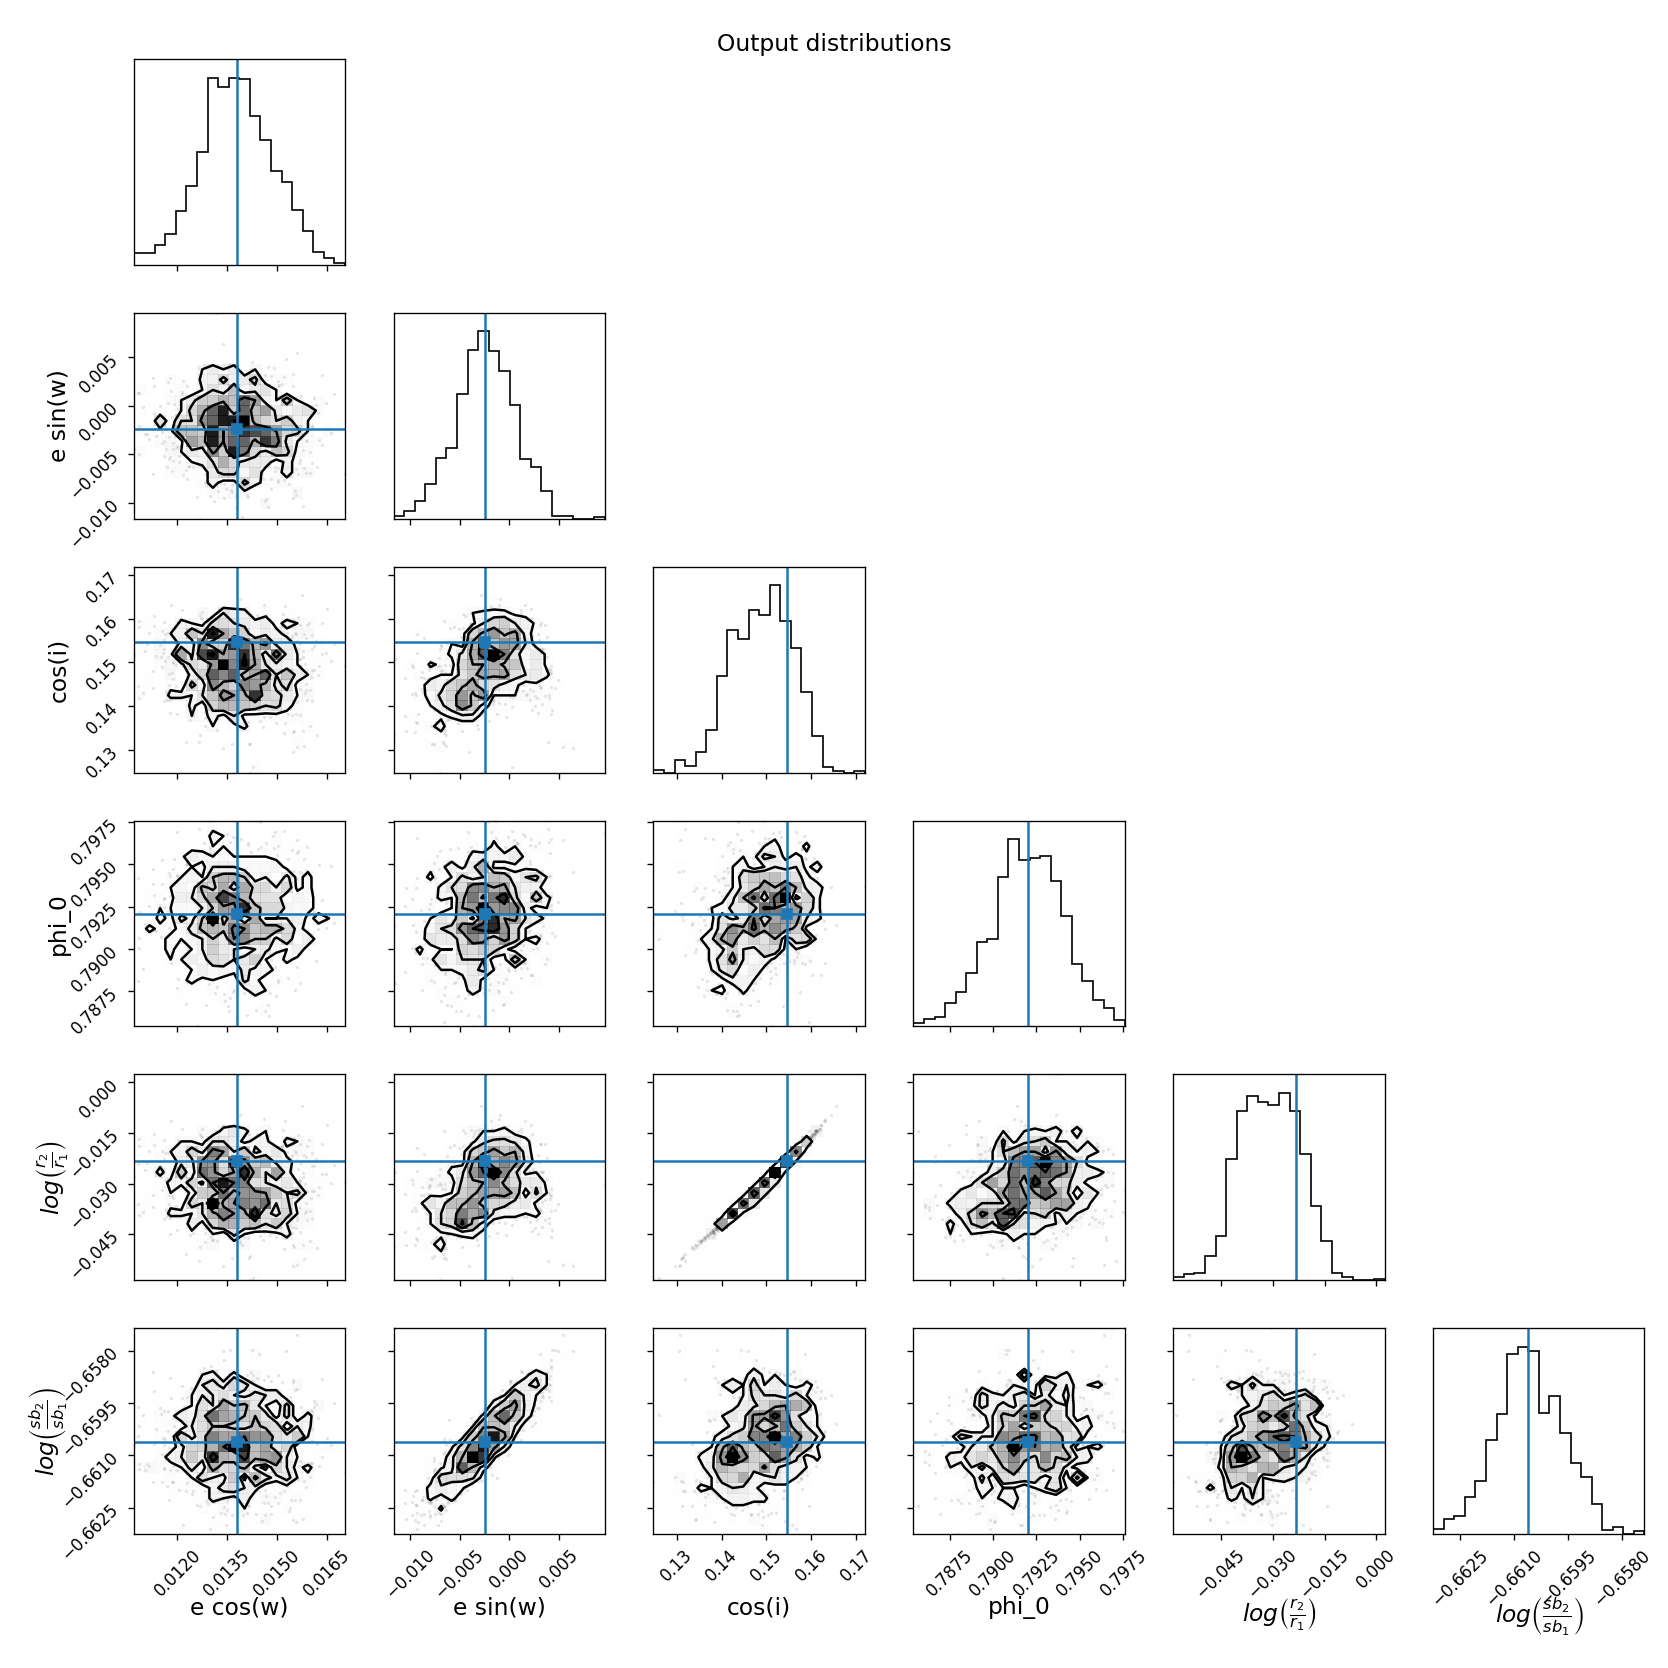 Output distributions
e sin(w)
0.005
0.000
−0.005
−0.010
cos(i)
0.17
0.16
0.15
0.14
0.13
phi_0
0.7975
0.7950
0.7925
0.7900
0.7875
log(r₂/r₁)
0.000
−0.015
−0.030
−0.045
log(sb₂/sb₁)
−0.6580
−0.6595
−0.6610
−0.6625
0.0120 0.0135 0.0150 0.0165
e cos(w)
−0.010 −0.005 0.000 0.005
e sin(w)
0.13 0.14 0.15 0.16 0.17
cos(i)
0.7875 0.7900 0.7925 0.7950 0.7975
phi_0
−0.045 −0.030 −0.015 0.000
log(r₂/r₁)
−0.6625 −0.6610 −0.6595 −0.6580
log(sb₂/sb₁)